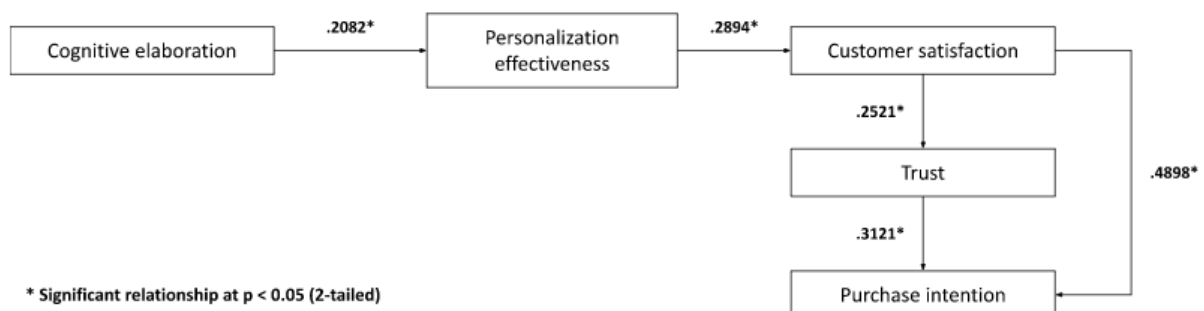 Cognitive elaboration
.2082*
Personalization
effectiveness
.2894*
Customer satisfaction
.2521*
Trust
.4898*
.3121*
* Significant relationship at p < 0.05 (2-tailed)
Purchase intention